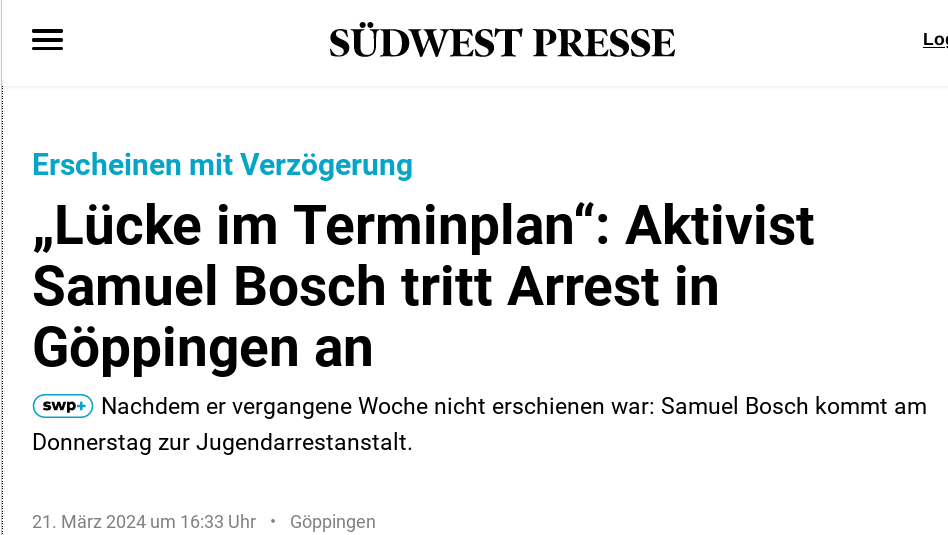 SÜDWEST PRESSE
Erscheinen mit Verzögerung
„Lücke im Terminplan“: Aktivist
Samuel Bosch tritt Arrest in
Göppingen an
swp+ Nachdem er vergangene Woche nicht erschienen war: Samuel Bosch kommt am
Donnerstag zur Jugendarrestanstalt.
21. März 2024 um 16:33 Uhr • Göppingen